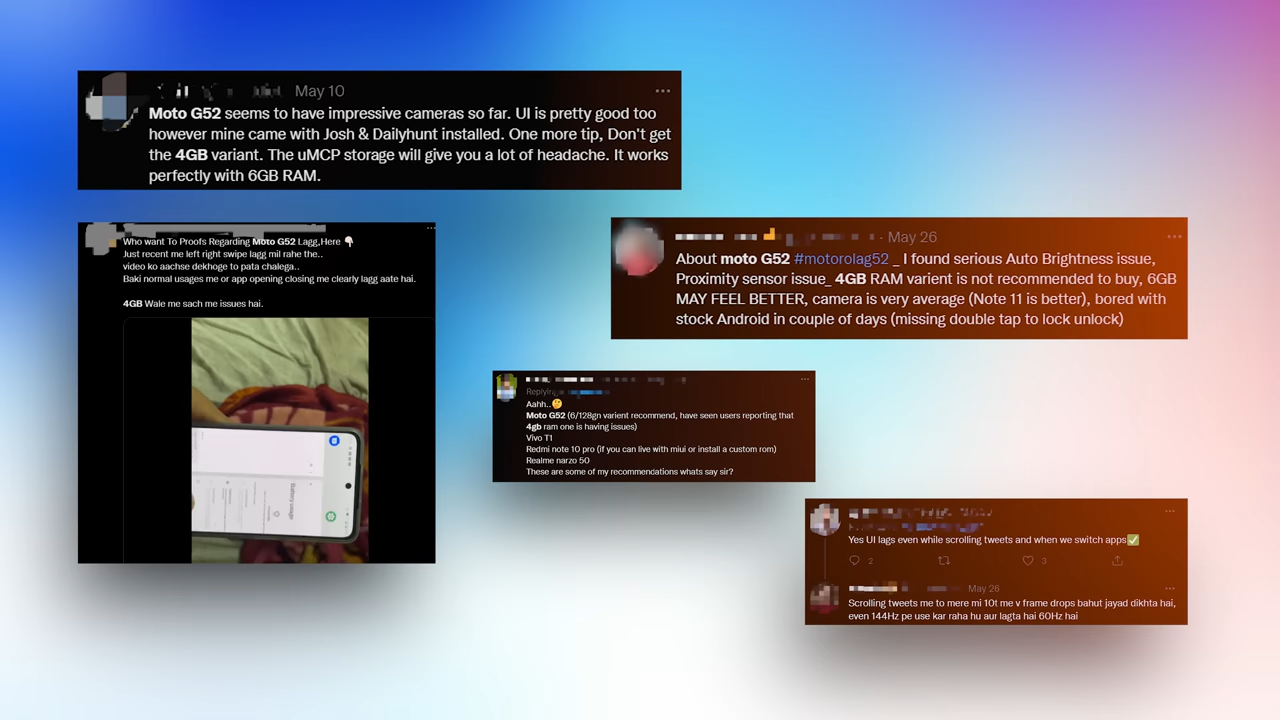 May 10
Moto G52 seems to have impressive cameras so far. UI is pretty good too
however mine came with Josh & Dailyhunt installed. One more tip, Don't get
the 4GB variant. The uMCP storage will give you a lot of headache. It works
perfectly with 6GB RAM.
Who want To Proofs Regarding Moto G52 Lagg,Here 👇
Just recent me left right swipe lagg mil rahe the..
video ko aachse dekhoge to pata chalega..
Baki normal usages me or app opening closing me clearly lagg aate hai.
4GB Wale me sach me issues hai.
Battery usage
· May 26
About moto G52 #motorolag52 _ I found serious Auto Brightness issue,
Proximity sensor issue_ 4GB RAM varient is not recommended to buy, 6GB
MAY FEEL BETTER, camera is very average (Note 11 is better), bored with
stock Android in couple of days (missing double tap to lock unlock)
Replying
Aahh..🤔
Moto G52 (6/128gn varient recommend, have seen users reporting that
4gb ram one is having issues)
Vivo T1
Redmi note 10 pro (if you can live with miui or install a custom rom)
Realme narzo 50
These are some of my recommendations whats say sir?
Yes UI lags even while scrolling tweets and when we switch apps✅
2 3
May 26
Scrolling tweets me to mere mi 10t me v frame drops bahut jayad dikhta hai,
even 144Hz pe use kar raha hu aur lagta hai 60Hz hai